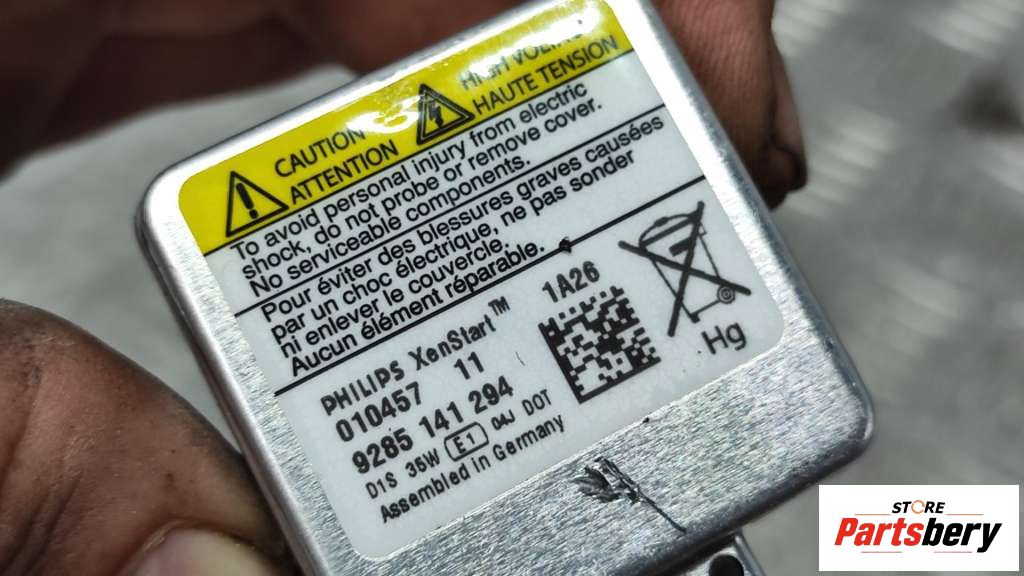 CAUTION
ATTENTION
HIGH VOLTAGE
HAUTE TENSION
To avoid personal injury from electric
shock, do not probe or remove cover.
No serviceable components.
Pour éviter des blessures graves causées
par un choc électrique, ne pas sonder
ni enlever le couvercle.
Aucun élément réparable.
PHILIPS XenStart™ 1A26
010457 11
9285 141 294
D1S 35W E1 04J DOT
Assembled in Germany
Hg
STORE
Partsbery